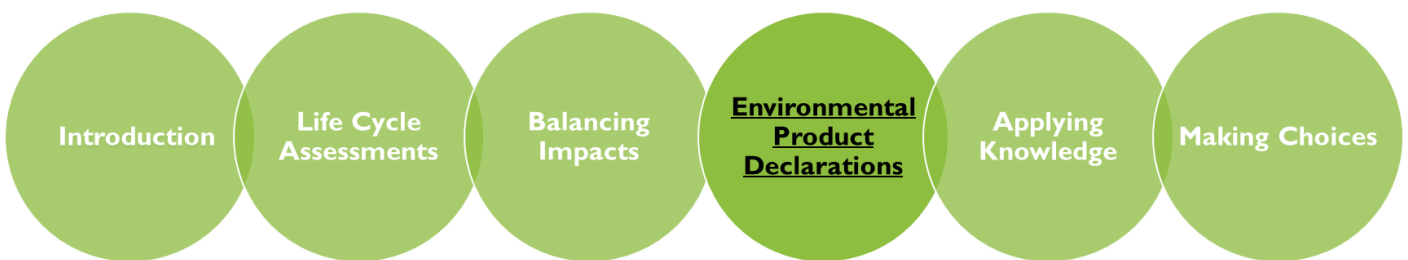 Introduction
Life Cycle
Assessments
Balancing
Impacts
Environmental
Product
Declarations
Applying
Knowledge
Making Choices